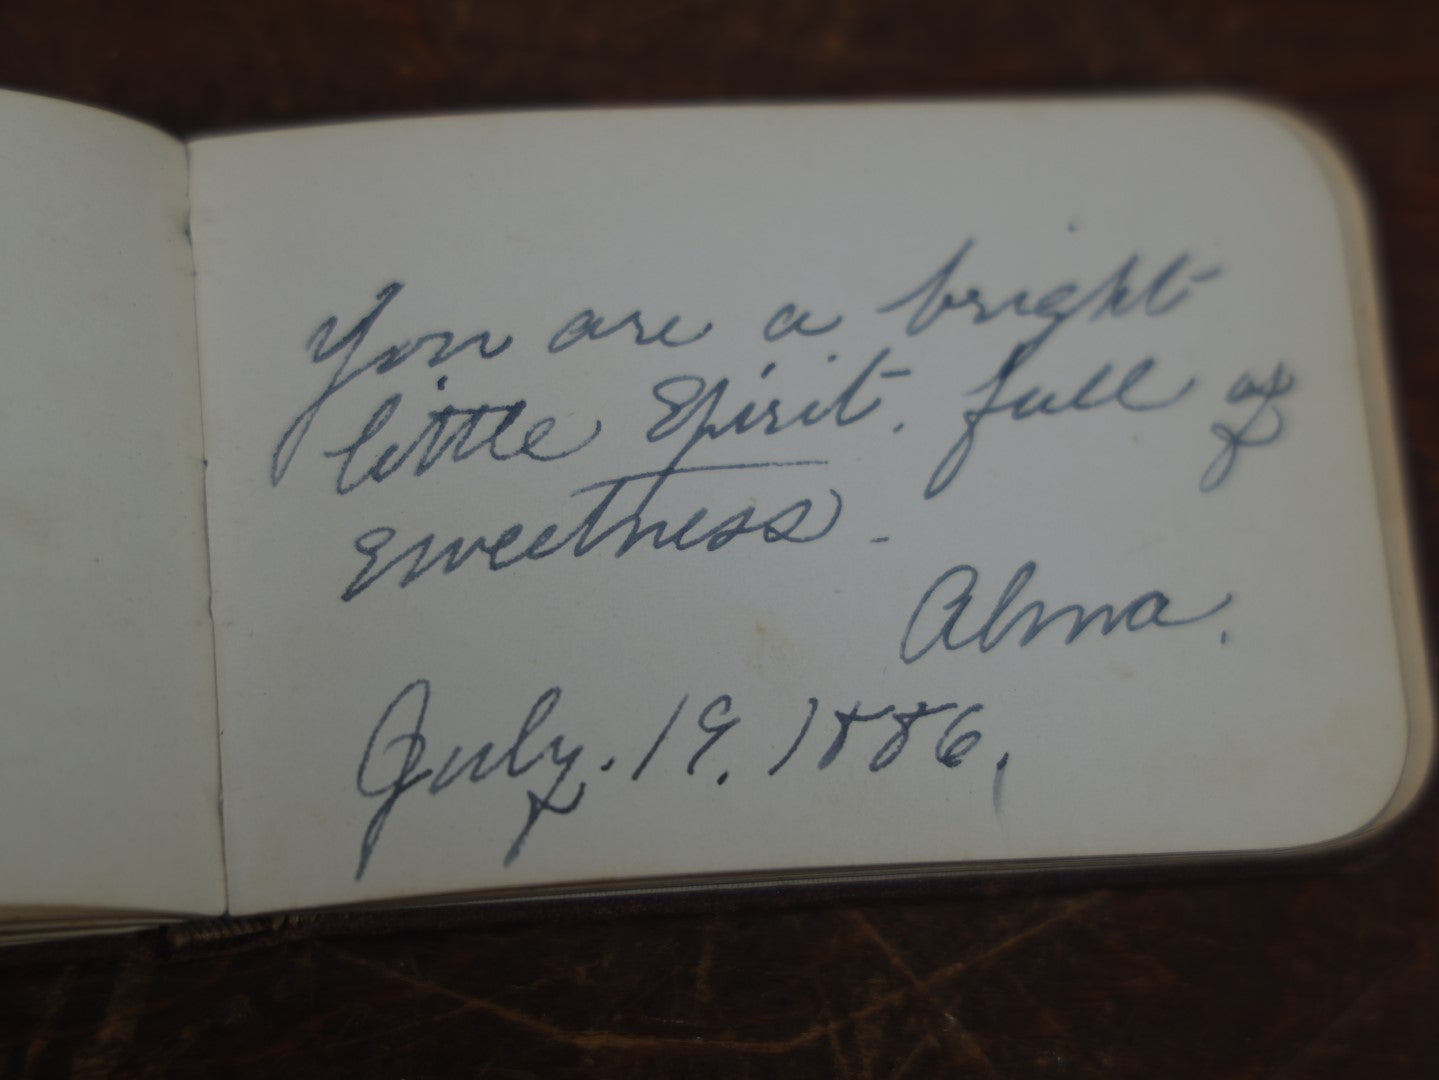 You are a bright
little Spirit. full of
sweetness.
Alma.
July. 19. 1886.